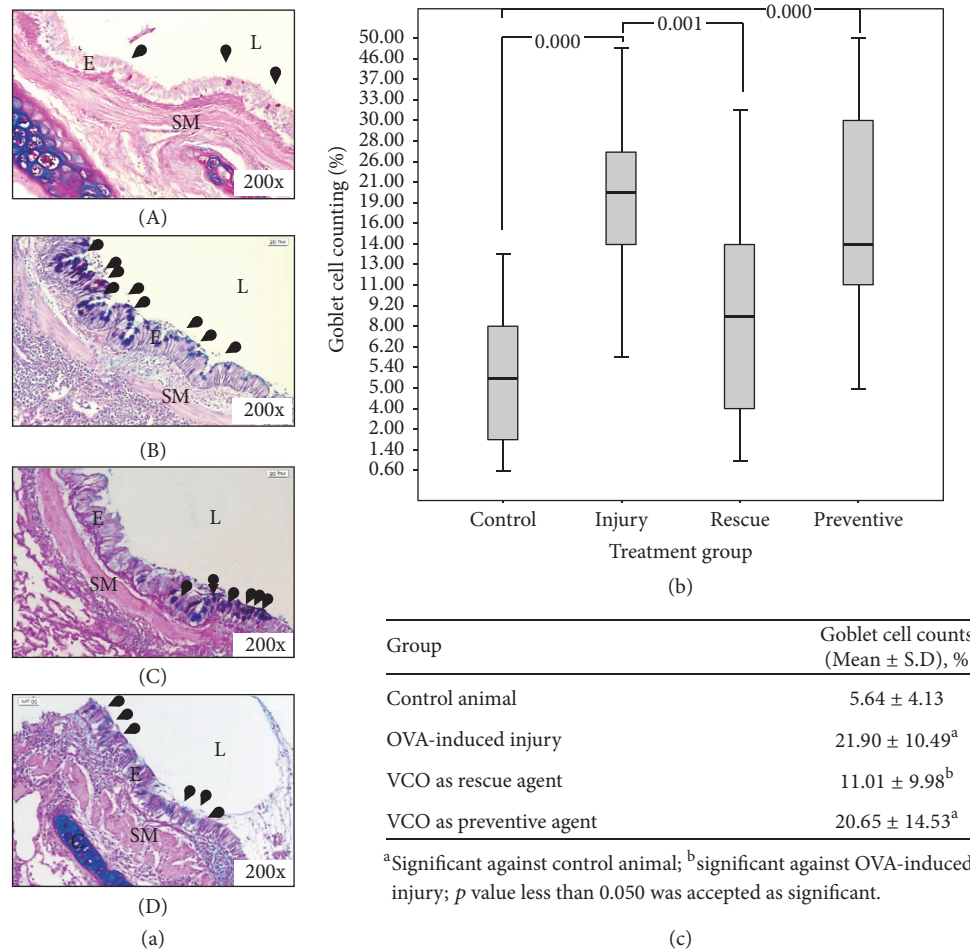 L
E
SM
200x
(A)
L
E
SM
200x
(B)
L
E
SM
200x
(C)
L
E
SM
C
200x
(D)
(a)
0.000
0.001
0.000
Goblet cell counting (%)
50.00
46.00
37.00
33.00
30.00
28.00
26.00
21.00
19.00
16.00
14.00
13.00
11.00
9.20
8.00
6.20
5.40
5.00
4.00
2.00
1.40
0.60
Control Injury Rescue Preventive
Treatment group
(b)
Group Goblet cell counts
(Mean ± S.D), %
Control animal 5.64 ± 4.13
OVA-induced injury 21.90 ± 10.49ᵃ
VCO as rescue agent 11.01 ± 9.98ᵇ
VCO as preventive agent 20.65 ± 14.53ᵃ
ᵃSignificant against control animal; ᵇsignificant against OVA-induced
injury; p value less than 0.050 was accepted as significant.
(c)